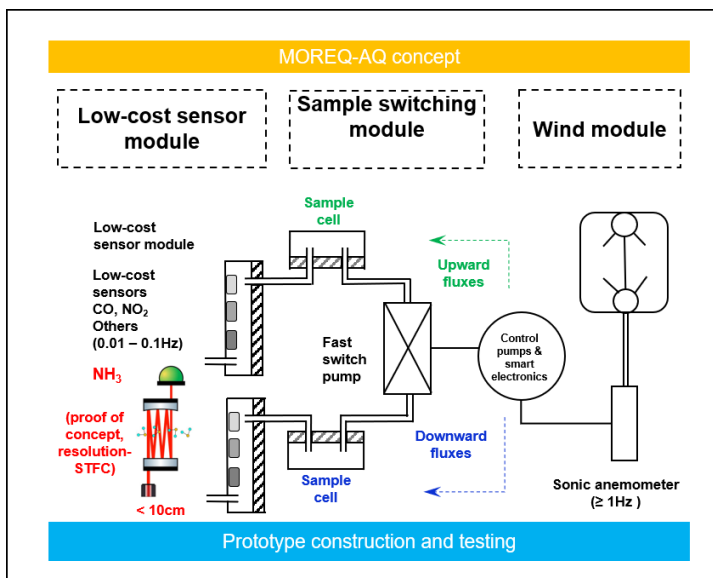 MOREQ-AQ concept
Low-cost sensor
module
Sample switching
module
Wind module
Low-cost
sensor module
Low-cost
sensors
CO, NO₂
Others
(0.01 – 0.1Hz)
NH₃
(proof of
concept,
resolution-
STFC)
< 10cm
Sample
cell
Upward
fluxes
Fast
switch
pump
Control
pumps &
smart
electronics
Downward
fluxes
Sample
cell
Sonic anemometer
(≥ 1Hz )
Prototype construction and testing